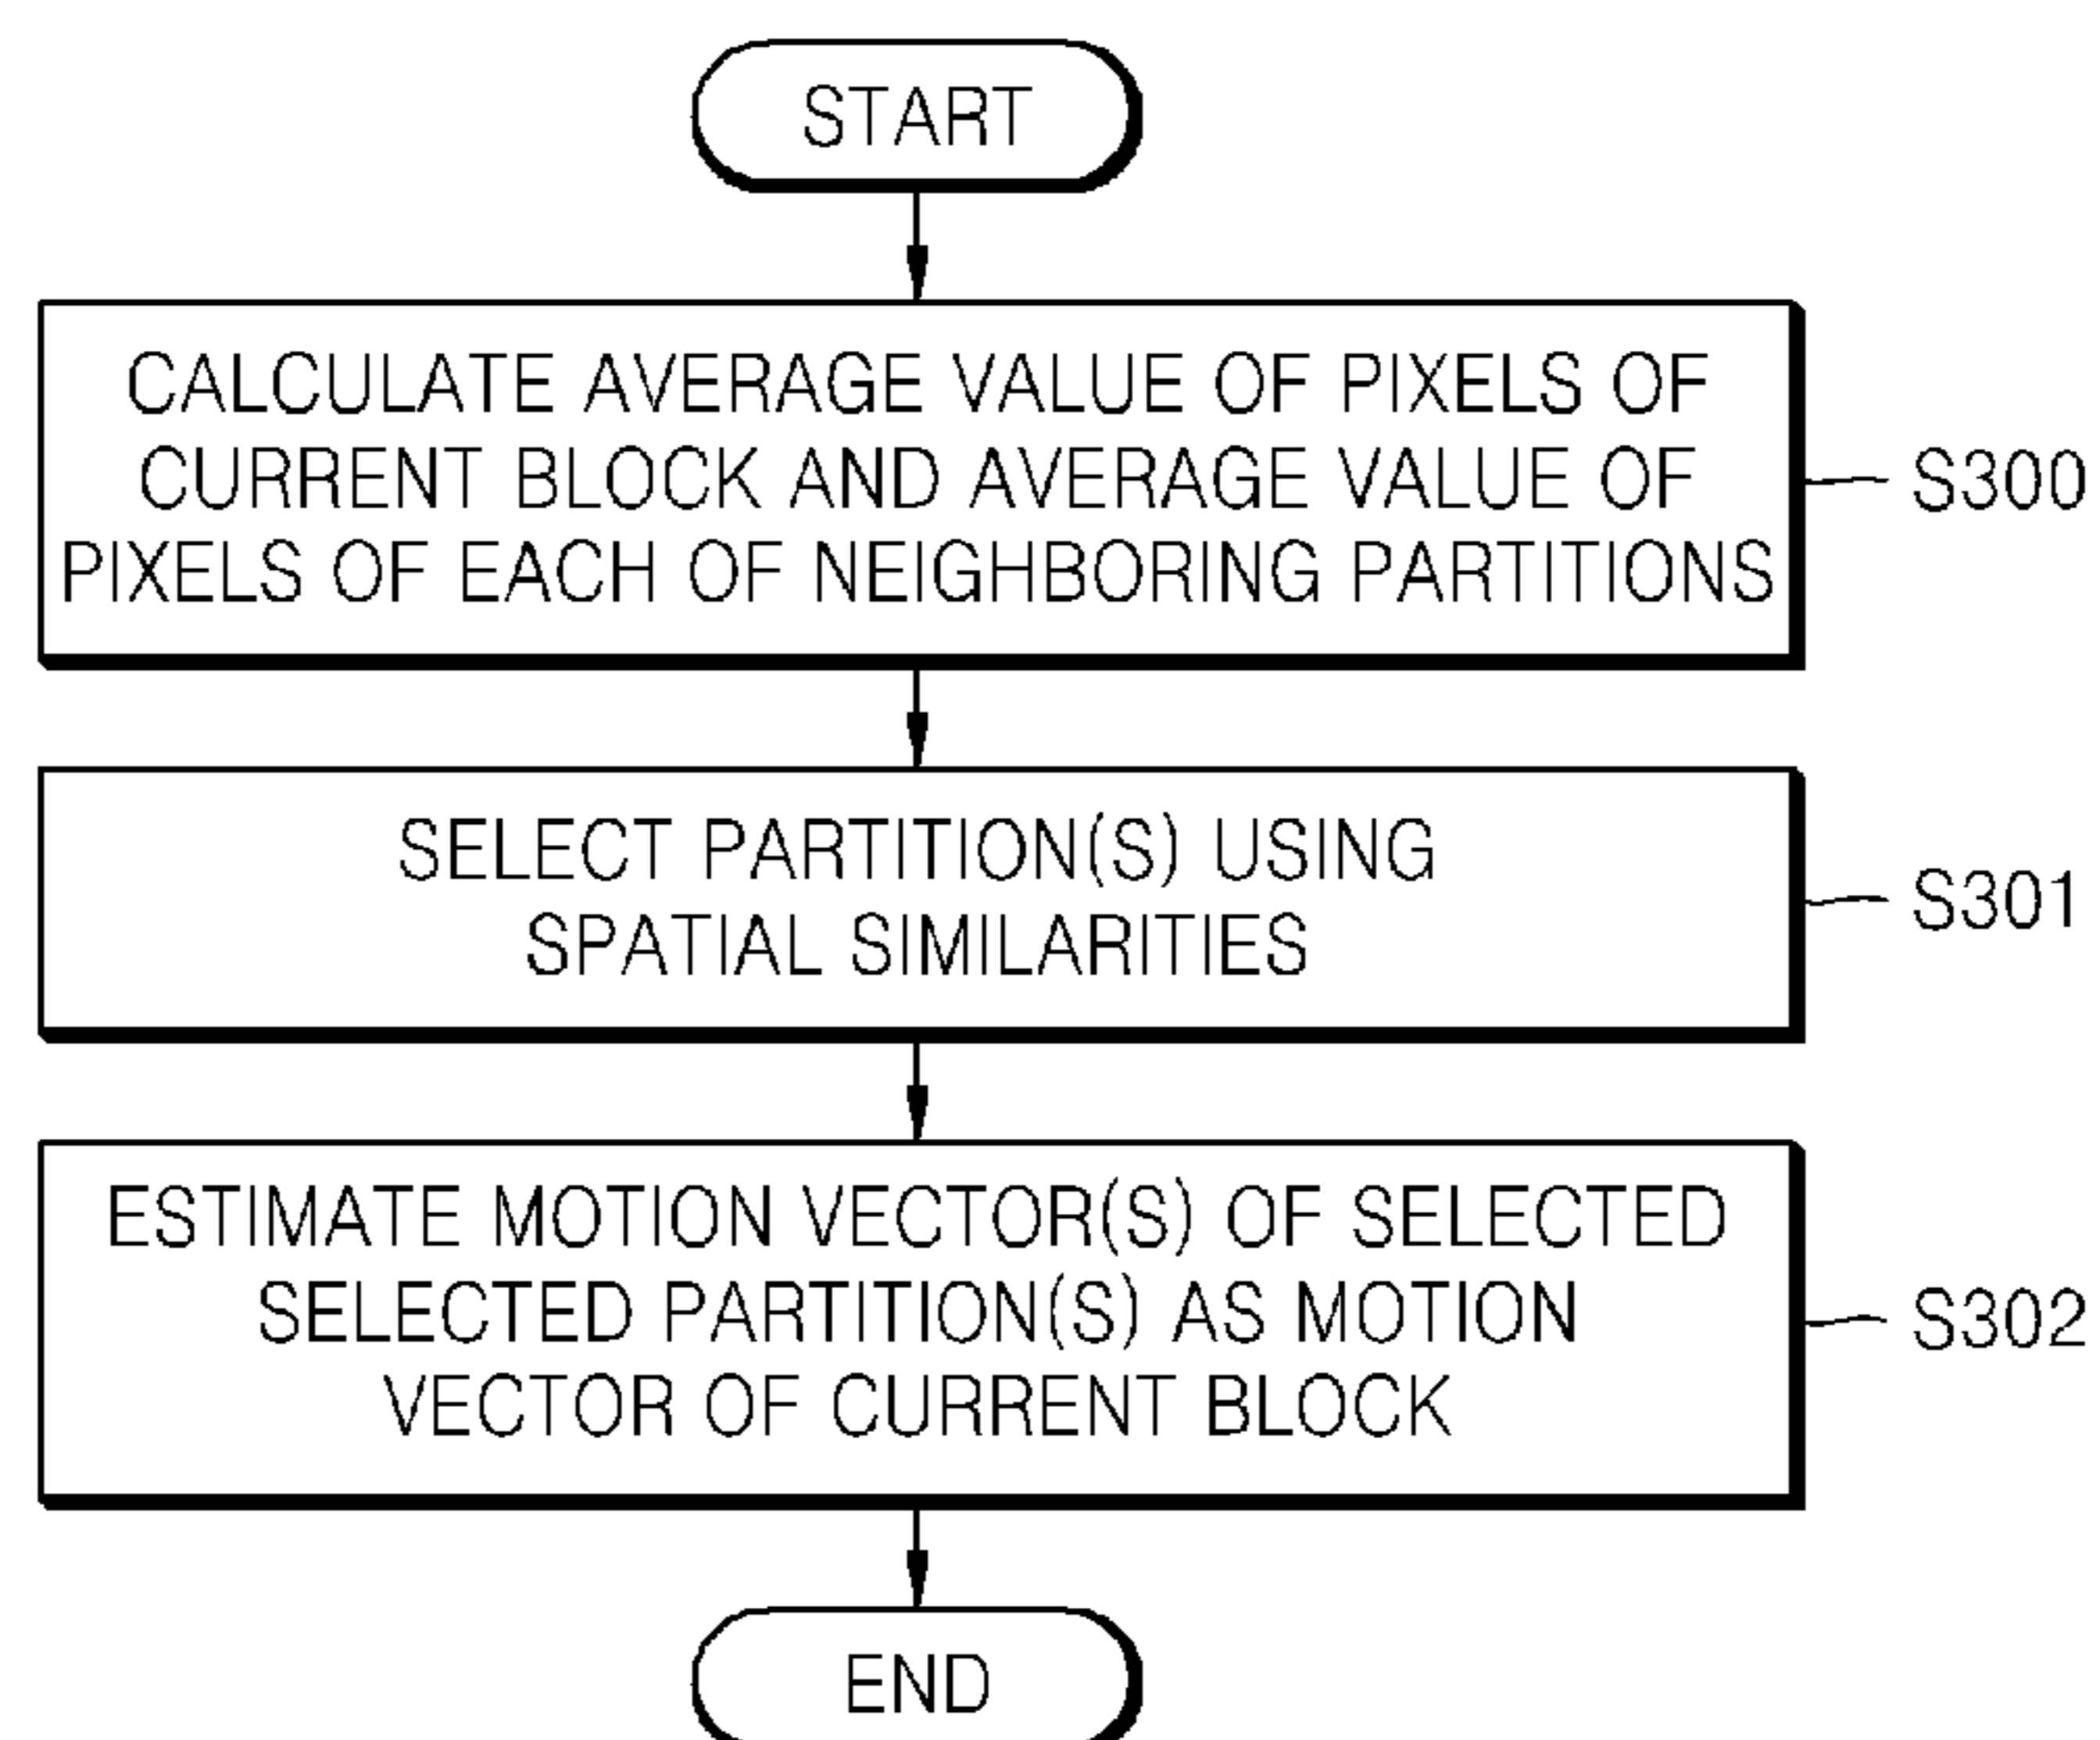 START
CALCULATE AVERAGE VALUE OF PIXELS OF
CURRENT BLOCK AND AVERAGE VALUE OF
PIXELS OF EACH OF NEIGHBORING PARTITIONS
S300
SELECT PARTITION(S) USING
SPATIAL SIMILARITIES
S301
ESTIMATE MOTION VECTOR(S) OF SELECTED
SELECTED PARTITION(S) AS MOTION
VECTOR OF CURRENT BLOCK
S302
END